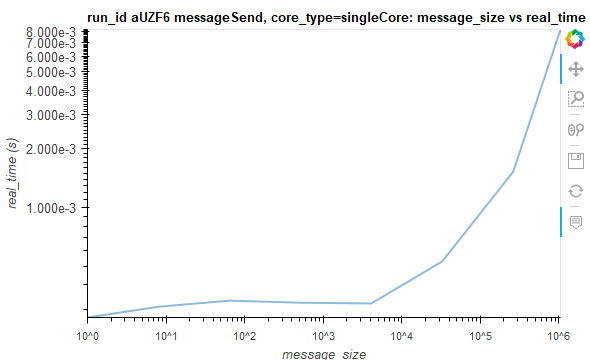 run_id aUZF6 messageSend, core_type=singleCore: message_size vs real_time
8.000e-3
7.000e-3
6.000e-3
5.000e-3
4.000e-3
3.000e-3
2.000e-3
1.000e-3
real_time (s)
10^0 10^1 10^2 10^3 10^4 10^5 10^6
message_size